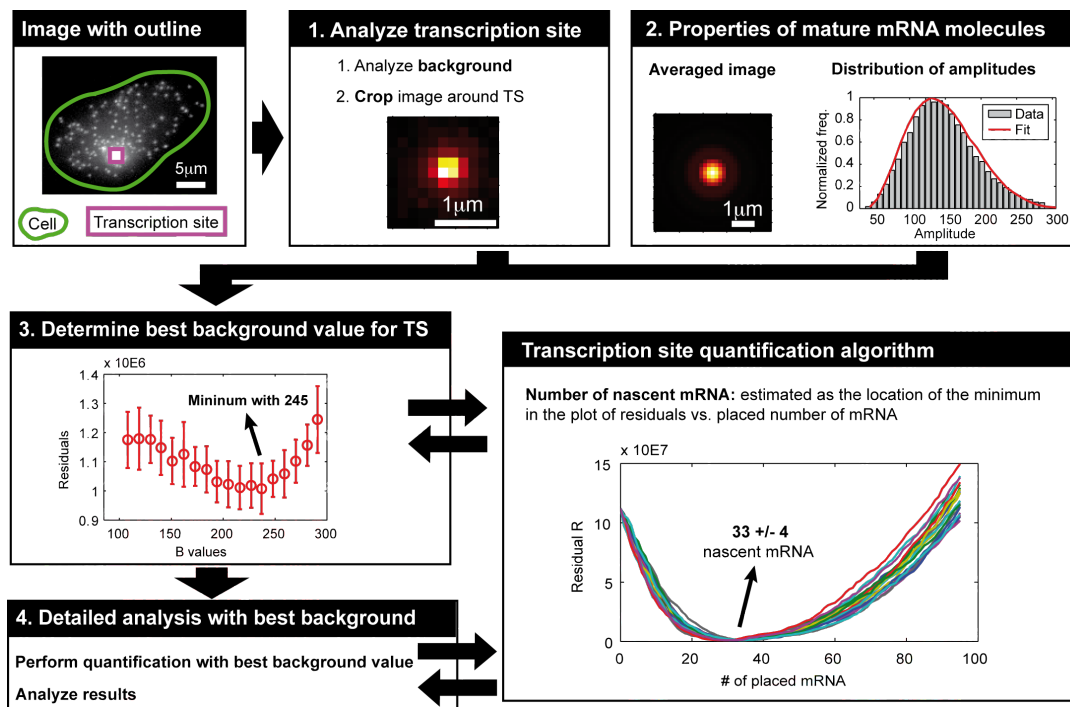 Image with outline
5µm
Cell
Transcription site
1. Analyze transcription site
1. Analyze background
2. Crop image around TS
1µm
2. Properties of mature mRNA molecules
Averaged image
1µm
Distribution of amplitudes
Normalized freq.
1
0.8
0.6
0.4
0.2
0
Data
Fit
50 100 150 200 250 300
Amplitude
3. Determine best background value for TS
x 10E6
Residuals
1.4
1.3
1.2
1.1
1
0.9
Mininum with 245
100 150 200 250 300
B values
Transcription site quantification algorithm
Number of nascent mRNA: estimated as the location of the minimum
in the plot of residuals vs. placed number of mRNA
x 10E7
Residual R
15
10
5
0
33 +/- 4
nascent mRNA
0 20 40 60 80 100
# of placed mRNA
4. Detailed analysis with best background
Perform quantification with best background value
Analyze results